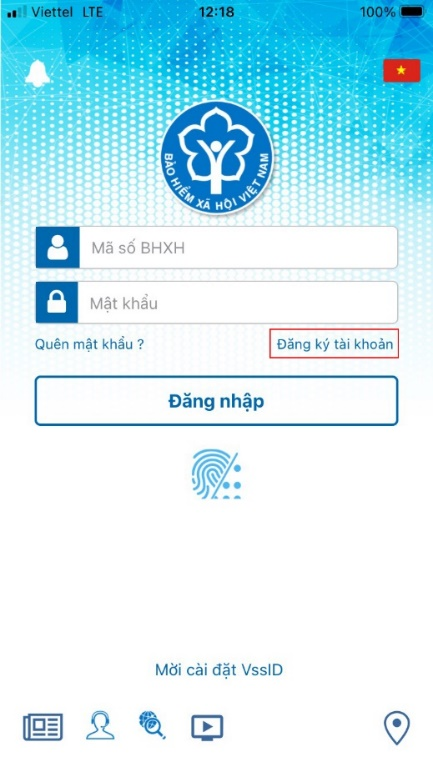 Viettel LTE 12:18 100%
BẢO HIỂM XÃ HỘI VIỆT NAM
Mã số BHXH
Mật khẩu
Quên mật khẩu ? Đăng ký tài khoản
Đăng nhập
Mời cài đặt VssID